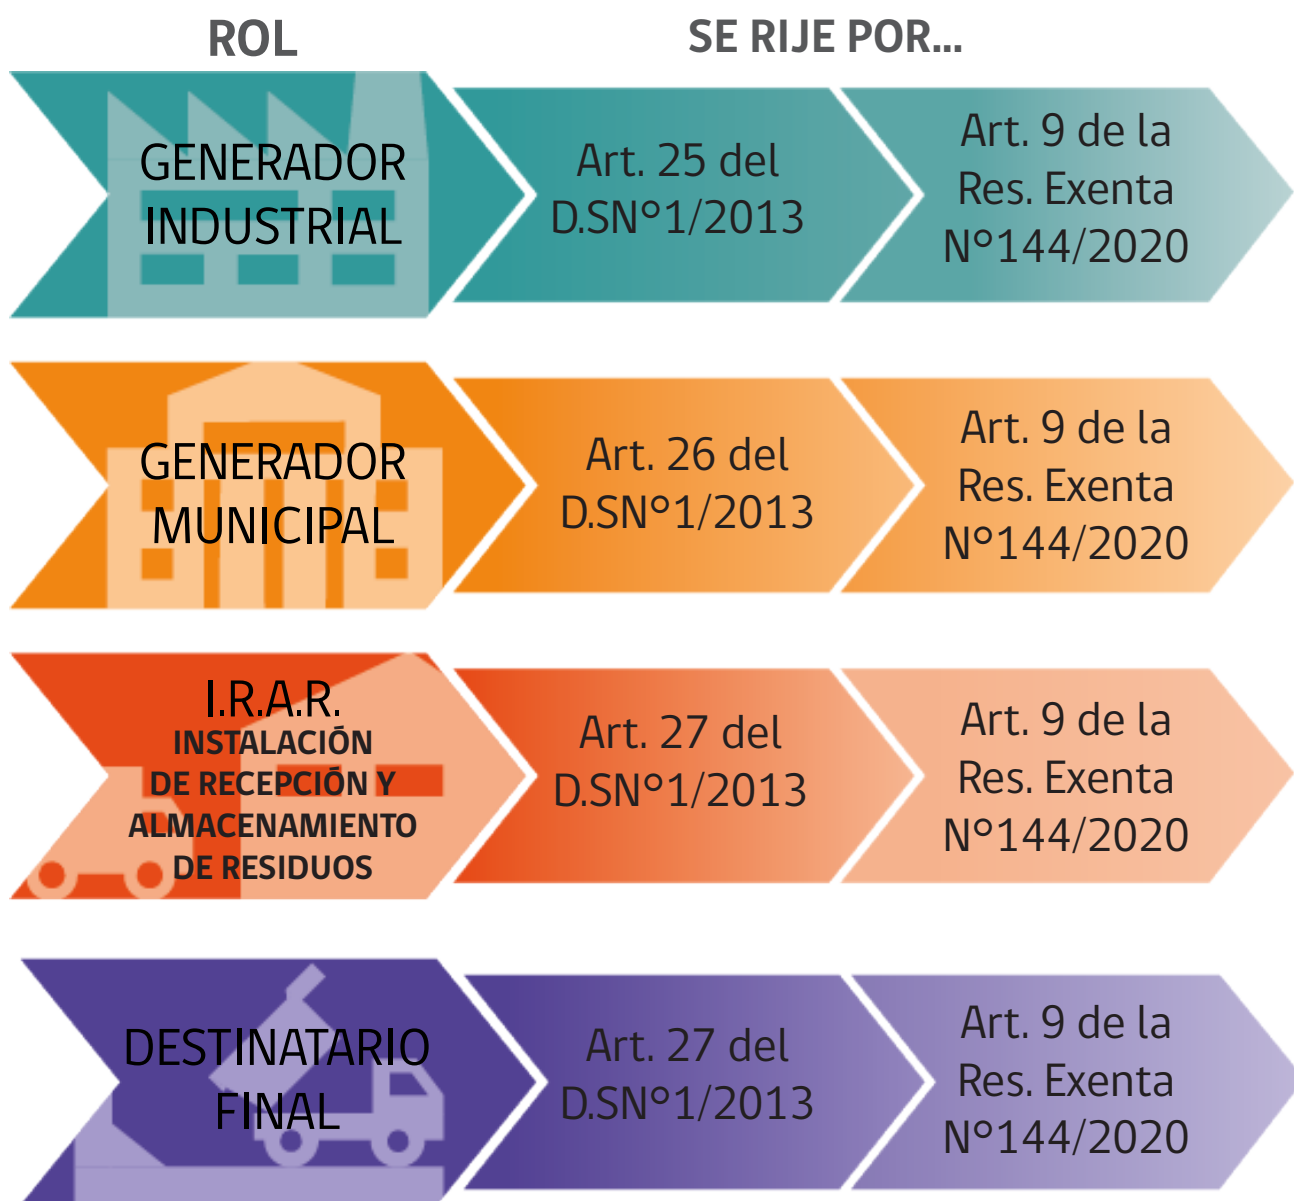 ROL
SE RIJE POR...
GENERADOR
INDUSTRIAL
Art. 25 del
D.SN°1/2013
Art. 9 de la
Res. Exenta
N°144/2020
GENERADOR
MUNICIPAL
Art. 26 del
D.SN°1/2013
Art. 9 de la
Res. Exenta
N°144/2020
I.R.A.R.
INSTALACIÓN
DE RECEPCIÓN Y
ALMACENAMIENTO
DE RESIDUOS
Art. 27 del
D.SN°1/2013
Art. 9 de la
Res. Exenta
N°144/2020
DESTINATARIO
FINAL
Art. 27 del
D.SN°1/2013
Art. 9 de la
Res. Exenta
N°144/2020